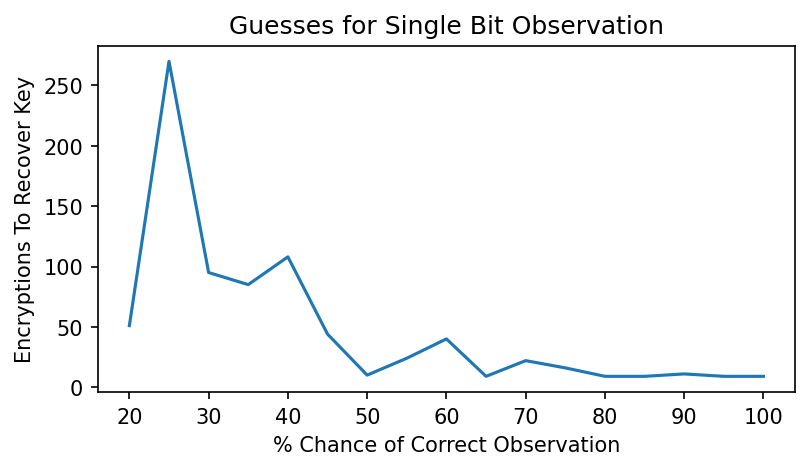 Guesses for Single Bit Observation
Encryptions To Recover Key
250
200
150
100
50
0
20 30 40 50 60 70 80 90 100
% Chance of Correct Observation